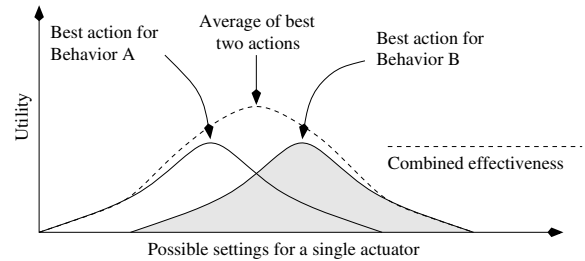 Best action for
Behavior A
Average of best
two actions
Best action for
Behavior B
Utility
Combined effectiveness
Possible settings for a single actuator